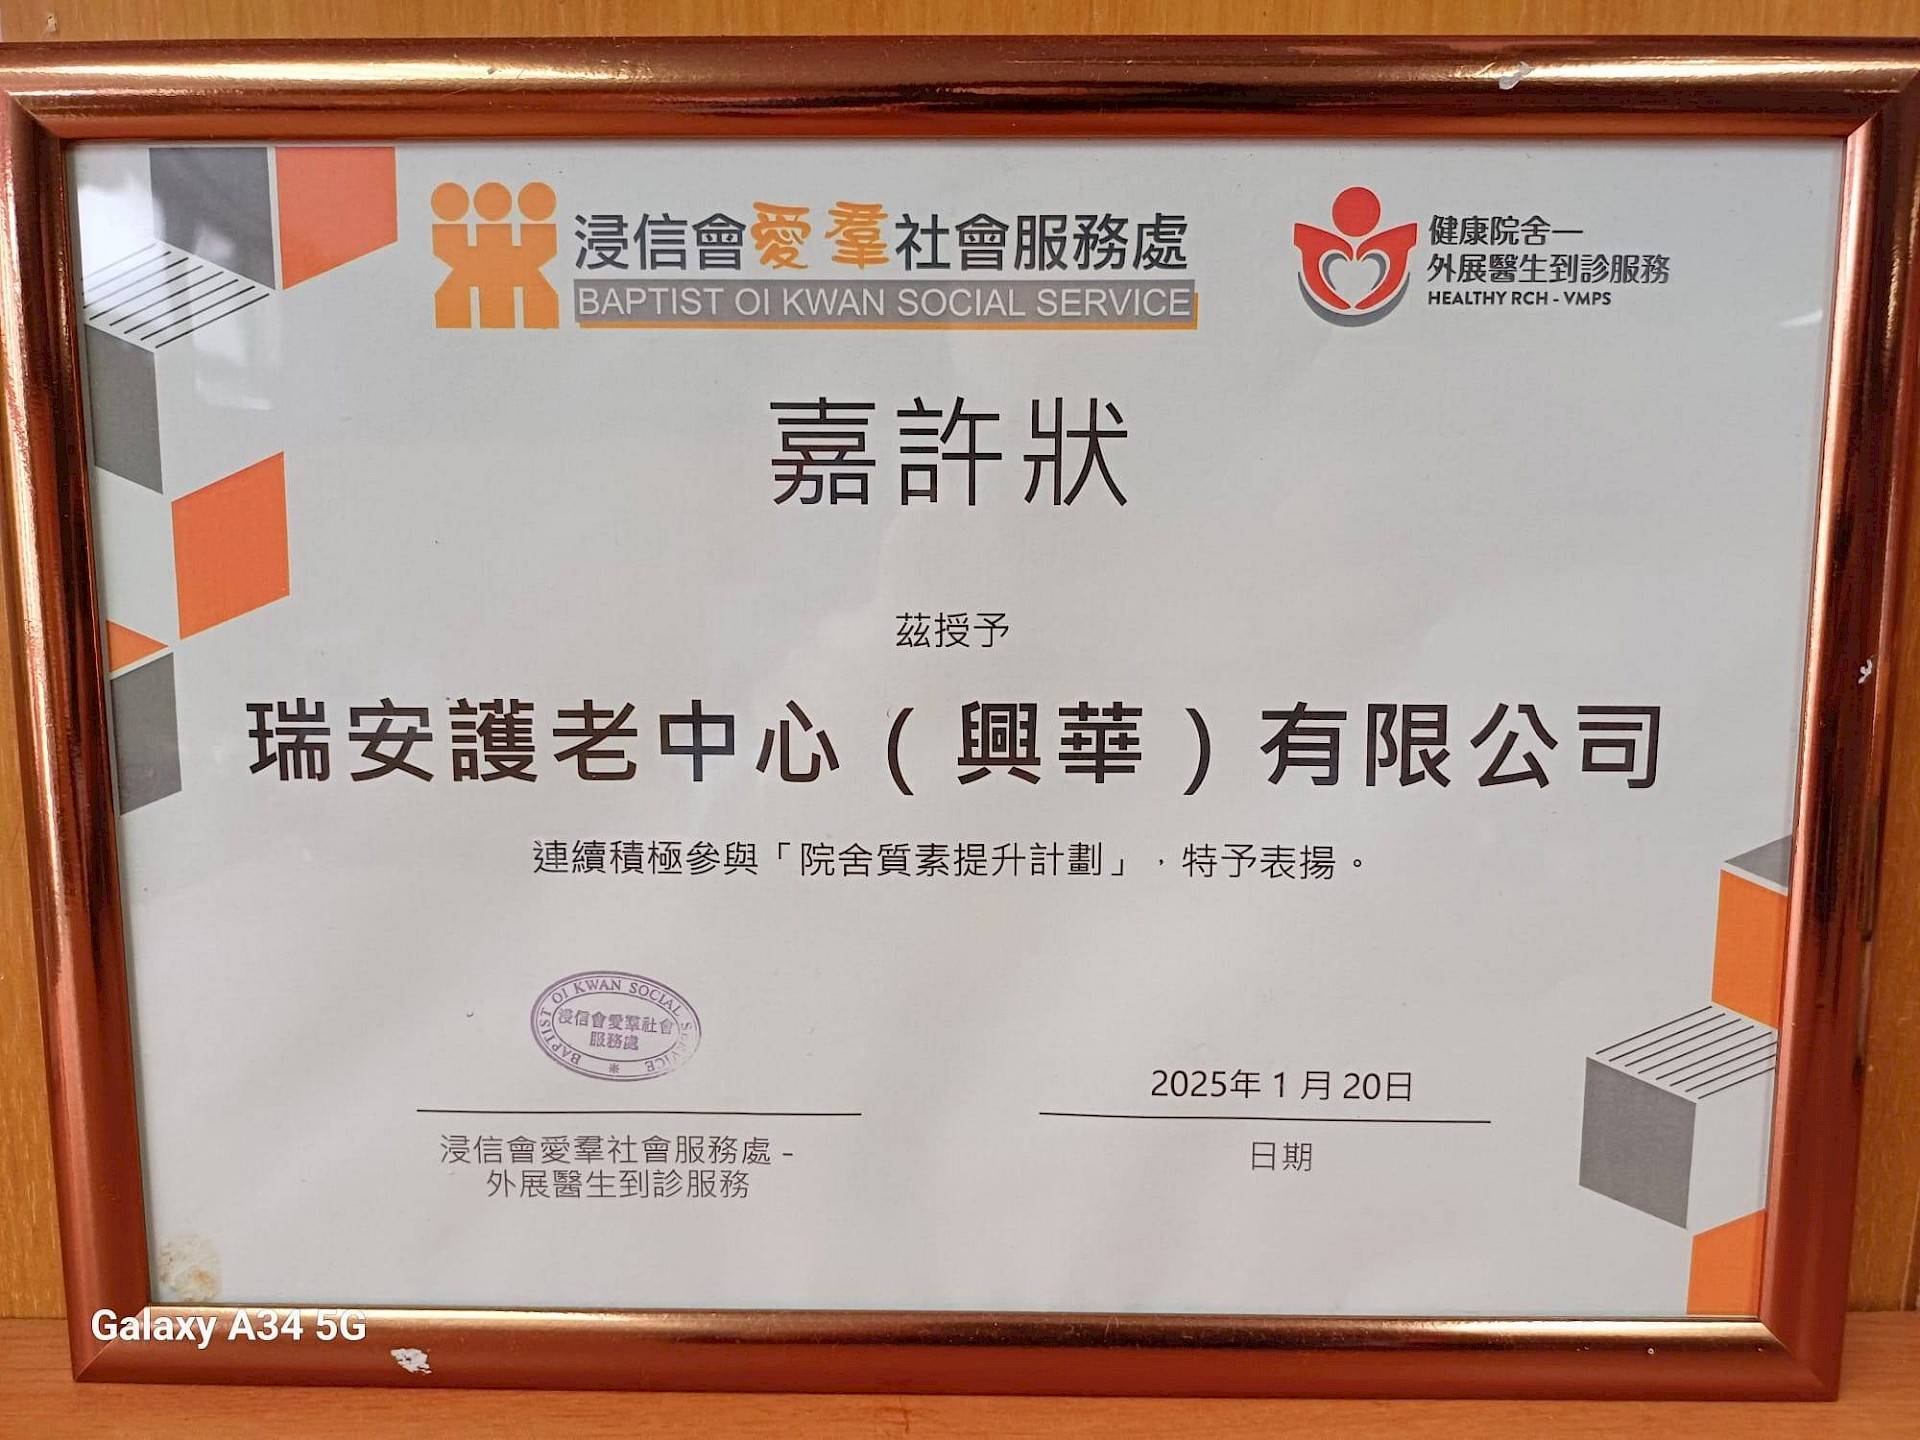 浸信會愛羣社會服務處
BAPTIST OI KWAN SOCIAL SERVICE
健康院舍一
外展醫生到診服務
HEALTHY RCH - VMPS
嘉許狀
茲授予
瑞安護老中心（興華）有限公司
連續積極參與「院舍質素提升計劃」，特予表揚。
BAPTIST OI KWAN SOCIAL SERVICE
浸信會愛羣社會
服務處
2025年 1 月 20日
浸信會愛羣社會服務處 -
外展醫生到診服務
日期
Galaxy A34 5G